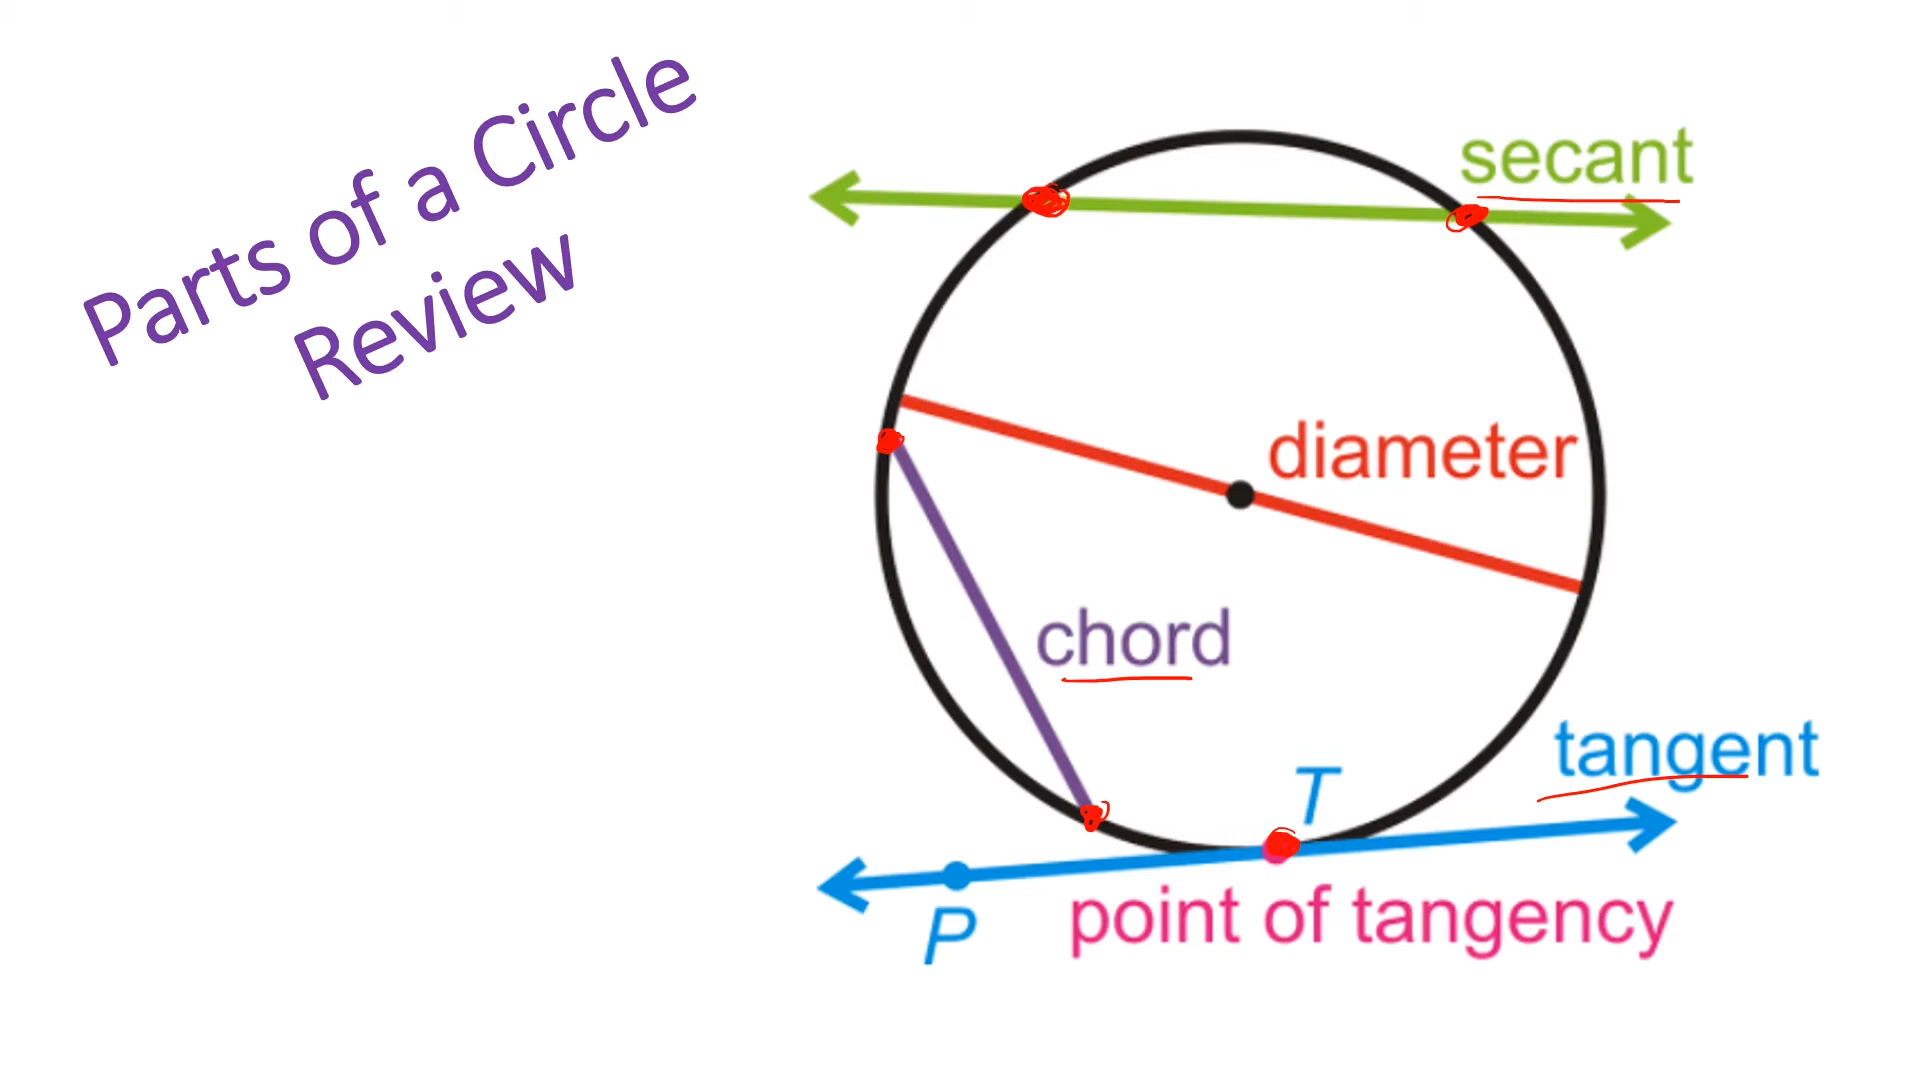 Parts of a Circle
Review
secant
diameter
chord
tangent
T
P
point of tangency